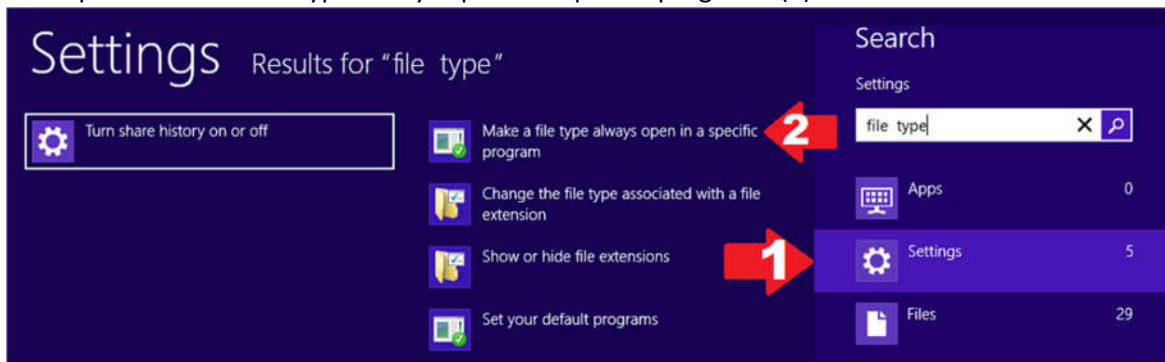 Settings Results for "file type"
Turn share history on or off
Make a file type always open in a specific
program
Change the file type associated with a file
extension
Show or hide file extensions
Set your default programs
2
1
Search
Settings
file type
Apps 0
Settings 5
Files 29